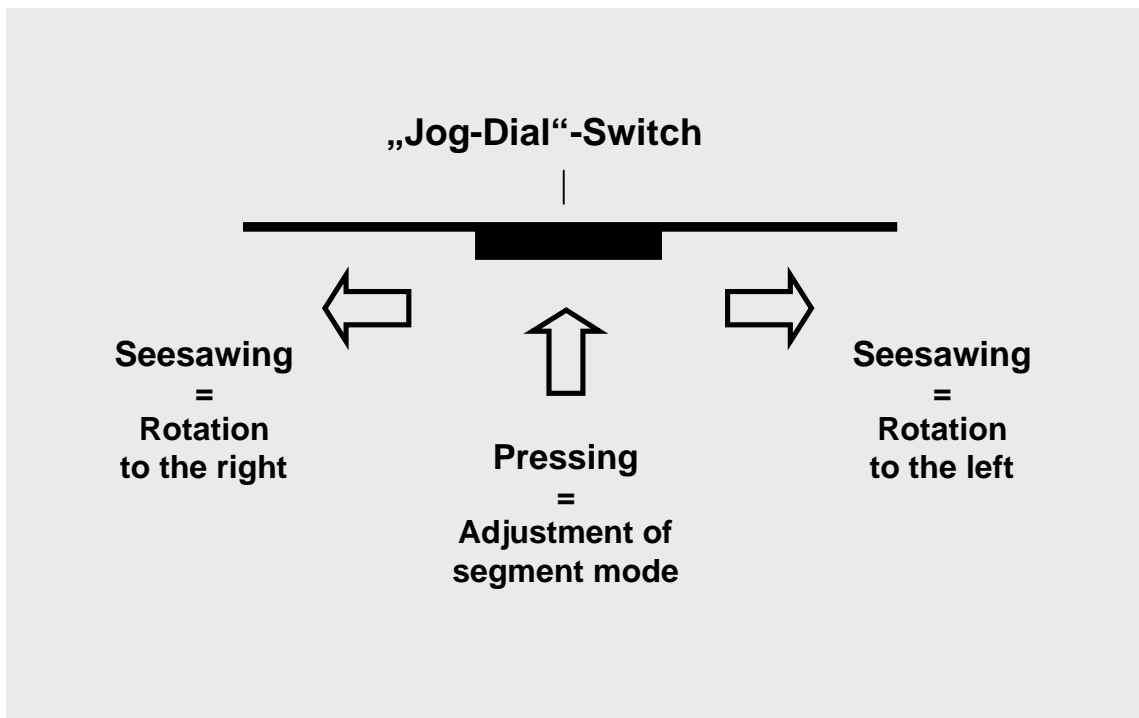 „Jog-Dial“-Switch
Seesawing
=
Rotation
to the right
Pressing
=
Adjustment of
segment mode
Seesawing
=
Rotation
to the left